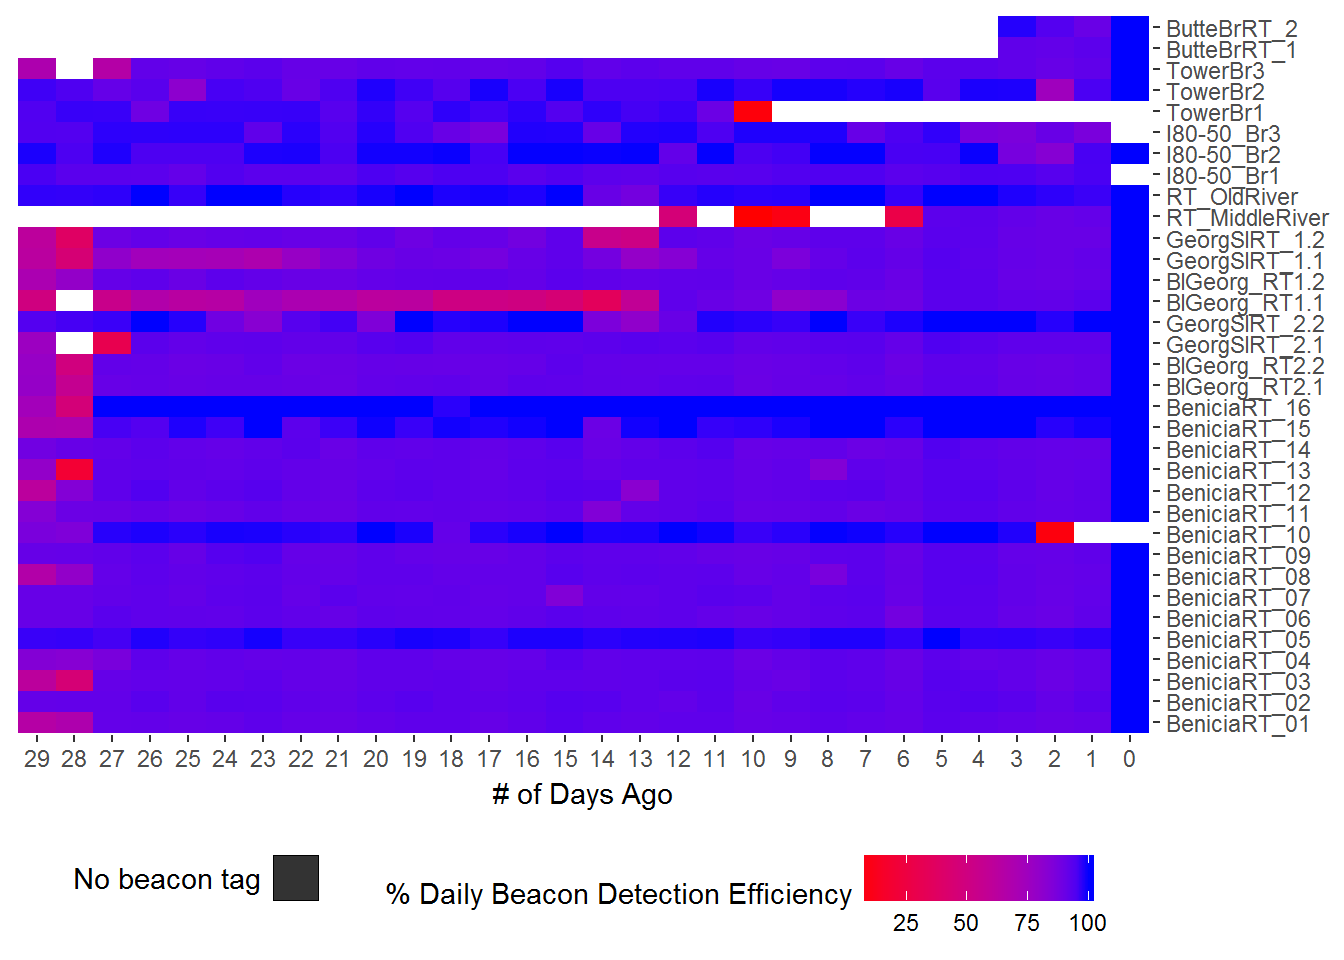 ButteBrRT_2
ButteBrRT_1
TowerBr3
TowerBr2
TowerBr1
I80-50_Br3
I80-50_Br2
I80-50_Br1
RT_OldRiver
RT_MiddleRiver
GeorgSlRT_1.2
GeorgSlRT_1.1
BlGeorg_RT1.2
BlGeorg_RT1.1
GeorgSlRT_2.2
GeorgSlRT_2.1
BlGeorg_RT2.2
BlGeorg_RT2.1
BeniciaRT_16
BeniciaRT_15
BeniciaRT_14
BeniciaRT_13
BeniciaRT_12
BeniciaRT_11
BeniciaRT_10
BeniciaRT_09
BeniciaRT_08
BeniciaRT_07
BeniciaRT_06
BeniciaRT_05
BeniciaRT_04
BeniciaRT_03
BeniciaRT_02
BeniciaRT_01
29 28 27 26 25 24 23 22 21 20 19 18 17 16 15 14 13 12 11 10 9 8 7 6 5 4 3 2 1 0
# of Days Ago
No beacon tag
% Daily Beacon Detection Efficiency
25 50 75 100